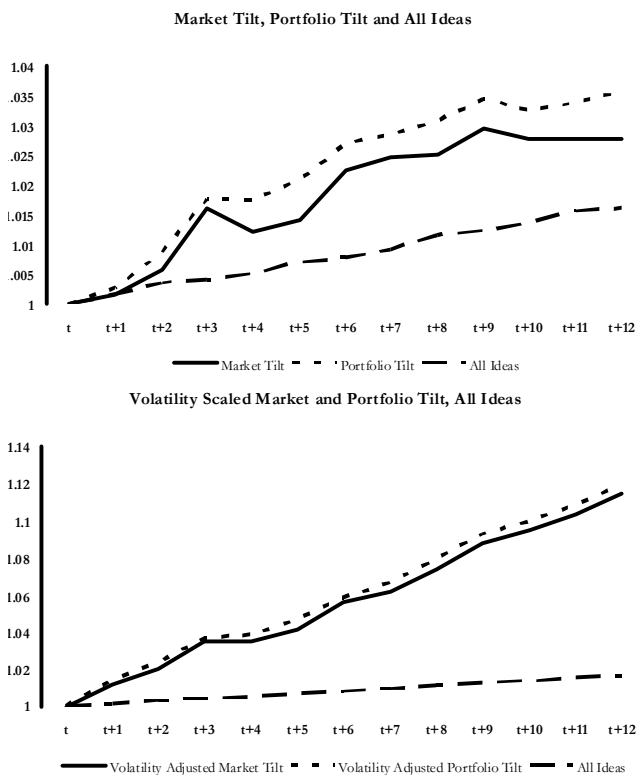 Market Tilt, Portfolio Tilt and All Ideas
1.04
.035
1.03
.025
1.02
.015
1.01
.005
1
t t+1 t+2 t+3 t+4 t+5 t+6 t+7 t+8 t+9 t+10 t+11 t+12
Market Tilt Portfolio Tilt All Ideas
Volatility Scaled Market and Portfolio Tilt, All Ideas
1.14
1.12
1.1
1.08
1.06
1.04
1.02
1
t t+1 t+2 t+3 t+4 t+5 t+6 t+7 t+8 t+9 t+10 t+11 t+12
Volatility Adjusted Market Tilt Volatility Adjusted Portfolio Tilt All Ideas